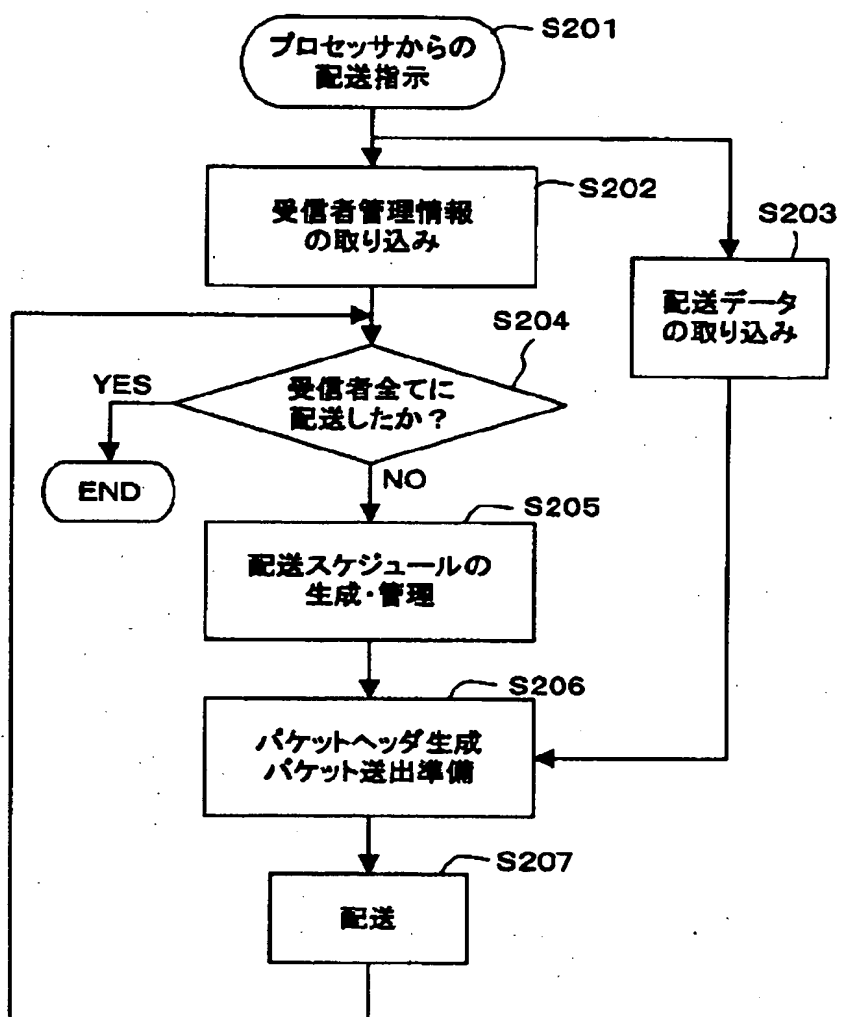 プロセッサからの
配送指示
S201
受信者管理情報
の取り込み
S202
配送データ
の取り込み
S203
受信者全てに
配送したか？
S204
YES
END
NO
配送スケジュールの
生成・管理
S205
パケットヘッダ生成
パケット送出準備
S206
配送
S207